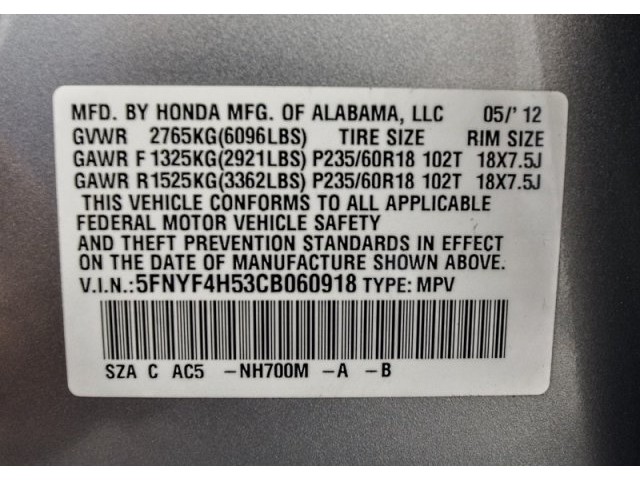 MFD. BY HONDA MFG. OF ALABAMA, LLC 05/'12
GVWR 2765KG(6096LBS) TIRE SIZE RIM SIZE
GAWR F 1325KG(2921LBS) P235/60R18 102T 18X7.5J
GAWR R1525KG(3362LBS) P235/60R18 102T 18X7.5J
THIS VEHICLE CONFORMS TO ALL APPLICABLE
FEDERAL MOTOR VEHICLE SAFETY
AND THEFT PREVENTION STANDARDS IN EFFECT
ON THE DATE OF MANUFACTURE SHOWN ABOVE.
V.I.N.:5FNYF4H53CB060918 TYPE: MPV
SZA C AC5 -NH700M -A -B